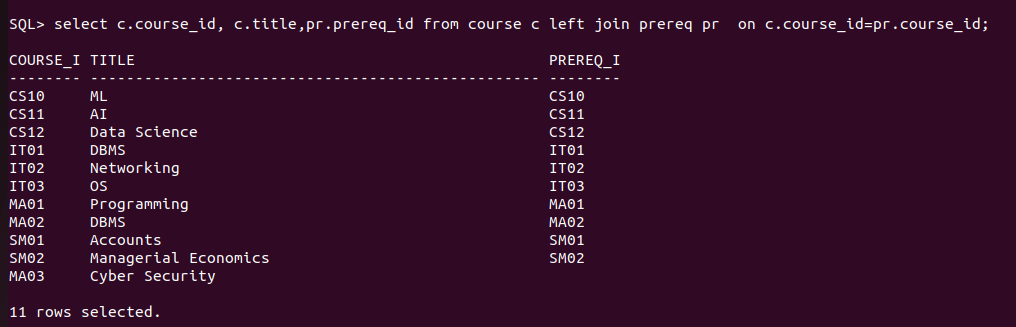 SQL> select c.course_id, c.title,pr.prereq_id from course c left join prereq pr  on c.course_id=pr.course_id;

COURSE_I TITLE                                              PREREQ_I
-------- -------------------------------------------------- --------
CS10     ML                                                 CS10
CS11     AI                                                 CS11
CS12     Data Science                                       CS12
IT01     DBMS                                               IT01
IT02     Networking                                         IT02
IT03     OS                                                 IT03
MA01     Programming                                        MA01
MA02     DBMS                                               MA02
SM01     Accounts                                           SM01
SM02     Managerial Economics                               SM02
MA03     Cyber Security

11 rows selected.